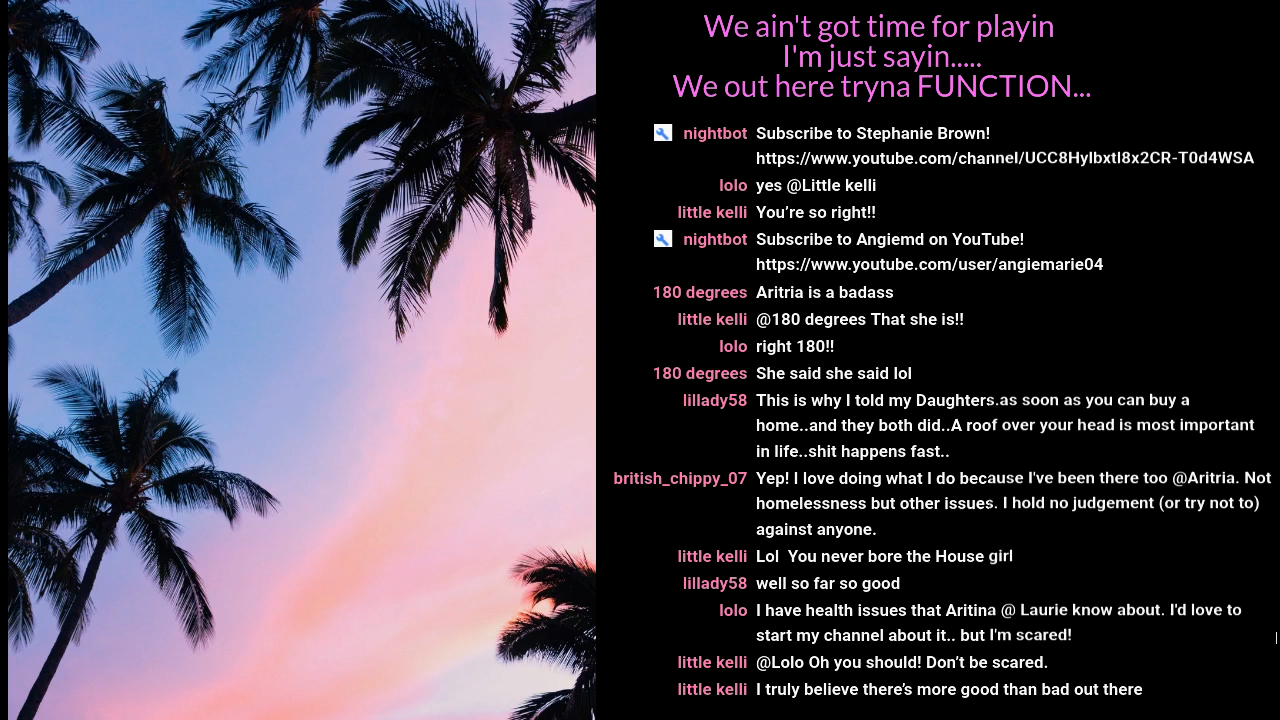 We ain't got time for playin
I'm just sayin.....
We out here tryna FUNCTION...
nightbot Subscribe to Stephanie Brown!
https://www.youtube.com/channel/UCC8Hylbxtl8x2CR-T0d4WSA
lolo yes @Little kelli
little kelli You’re so right!!
nightbot Subscribe to Angiemd on YouTube!
https://www.youtube.com/user/angiemarie04
180 degrees Aritria is a badass
little kelli @180 degrees That she is!!
lolo right 180!!
180 degrees She said she said lol
lillady58 This is why I told my Daughters.as soon as you can buy a
home..and they both did..A roof over your head is most important
in life..shit happens fast..
british_chippy_07 Yep! I love doing what I do because I've been there too @Aritria. Not
homelessness but other issues. I hold no judgement (or try not to)
against anyone.
little kelli Lol  You never bore the House girl
lillady58 well so far so good
lolo I have health issues that Aritina @ Laurie know about. I'd love to
start my channel about it.. but I'm scared!
little kelli @Lolo Oh you should! Don’t be scared.
little kelli I truly believe there’s more good than bad out there